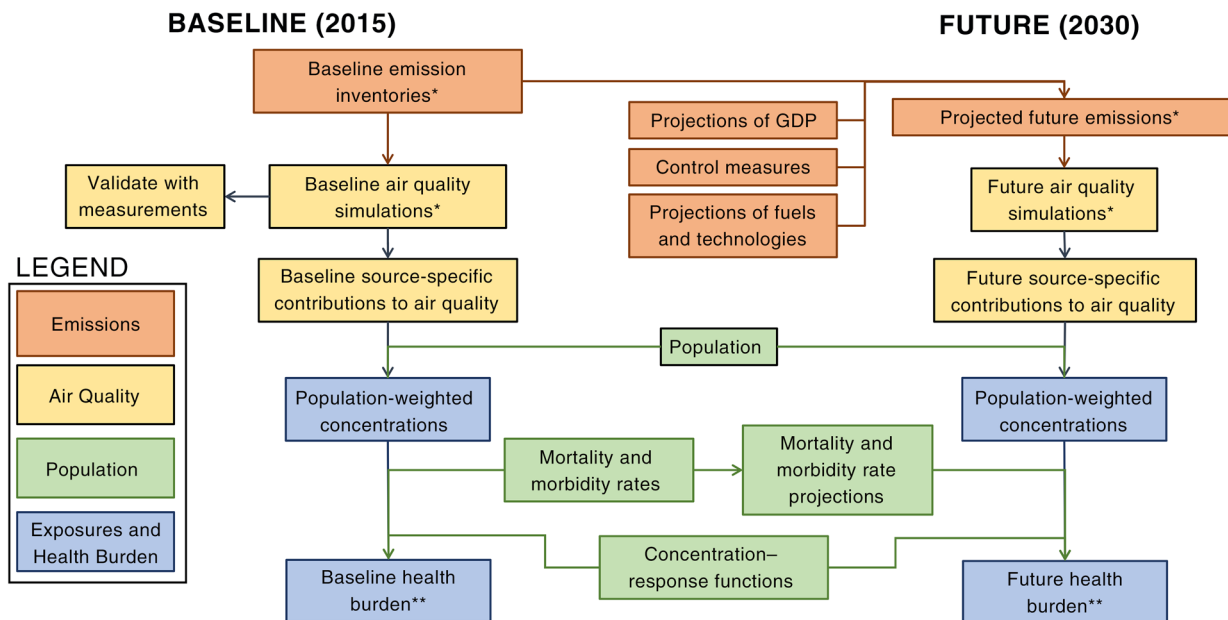 BASELINE (2015)
FUTURE (2030)
Baseline emission
inventories*
Projections of GDP
Projected future emissions*
Control measures
Validate with
measurements
Baseline air quality
simulations*
Future air quality
simulations*
Projections of fuels
and technologies
LEGEND
Emissions
Air Quality
Population
Exposures and
Health Burden
Baseline source-specific
contributions to air quality
Future source-specific
contributions to air quality
Population
Population-weighted
concentrations
Population-weighted
concentrations
Mortality and
morbidity rates
Mortality and
morbidity rate
projections
Concentration–
response functions
Baseline health
burden**
Future health
burden**